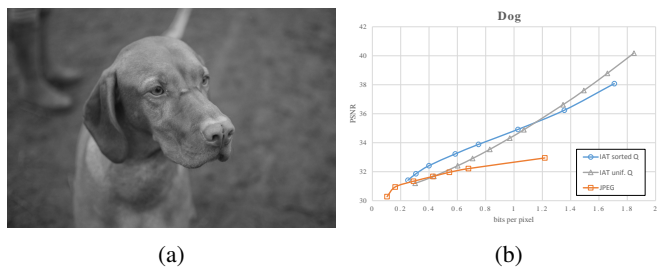 Dog
42
40
38
36
34
32
30
PSNR
0 0.2 0.4 0.6 0.8 1 1.2 1.4 1.6 1.8 2
bits per pixel
IAT sorted Q
IAT unif. Q
JPEG
(a) (b)